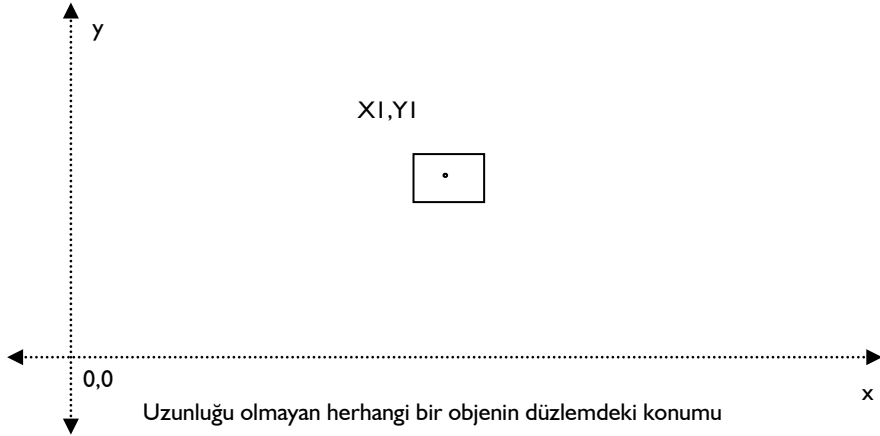 y
X1,Y1
0,0
x
Uzunluğu olmayan herhangi bir objenin düzlemdeki konumu